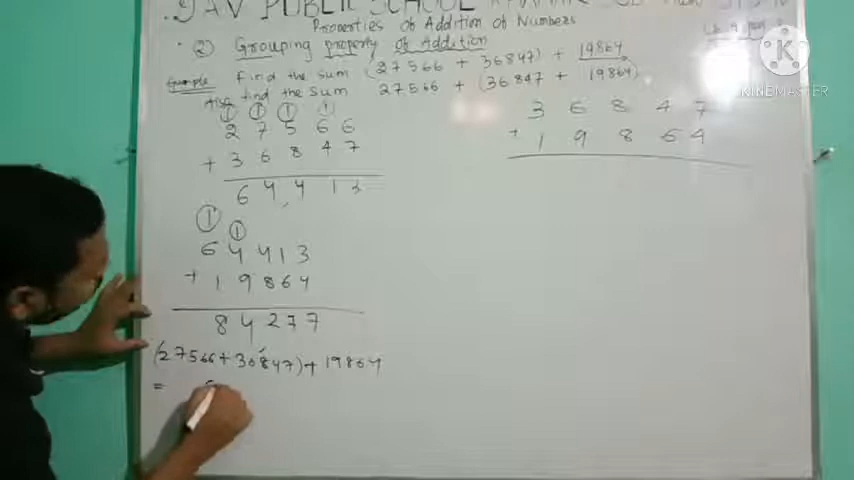 D.A.V PUBLIC SCHOOL
Properties of Addition of Numbers
(2) Grouping property of Addition
Example Find the sum (27566 + 36847) + 19864
Also find the sum 27566 + (36847 + 19864)
1 1 1 1
2 7 5 6 6
+ 3 6 8 4 7
6 4, 4 1 3
1 1
6 4 4 1 3
+ 1 9 8 6 4
8 4 2 7 7
(27566+36847)+19864
=
3 6 8 4 7
+ 1 9 8 6 4
K
KINEMASTER